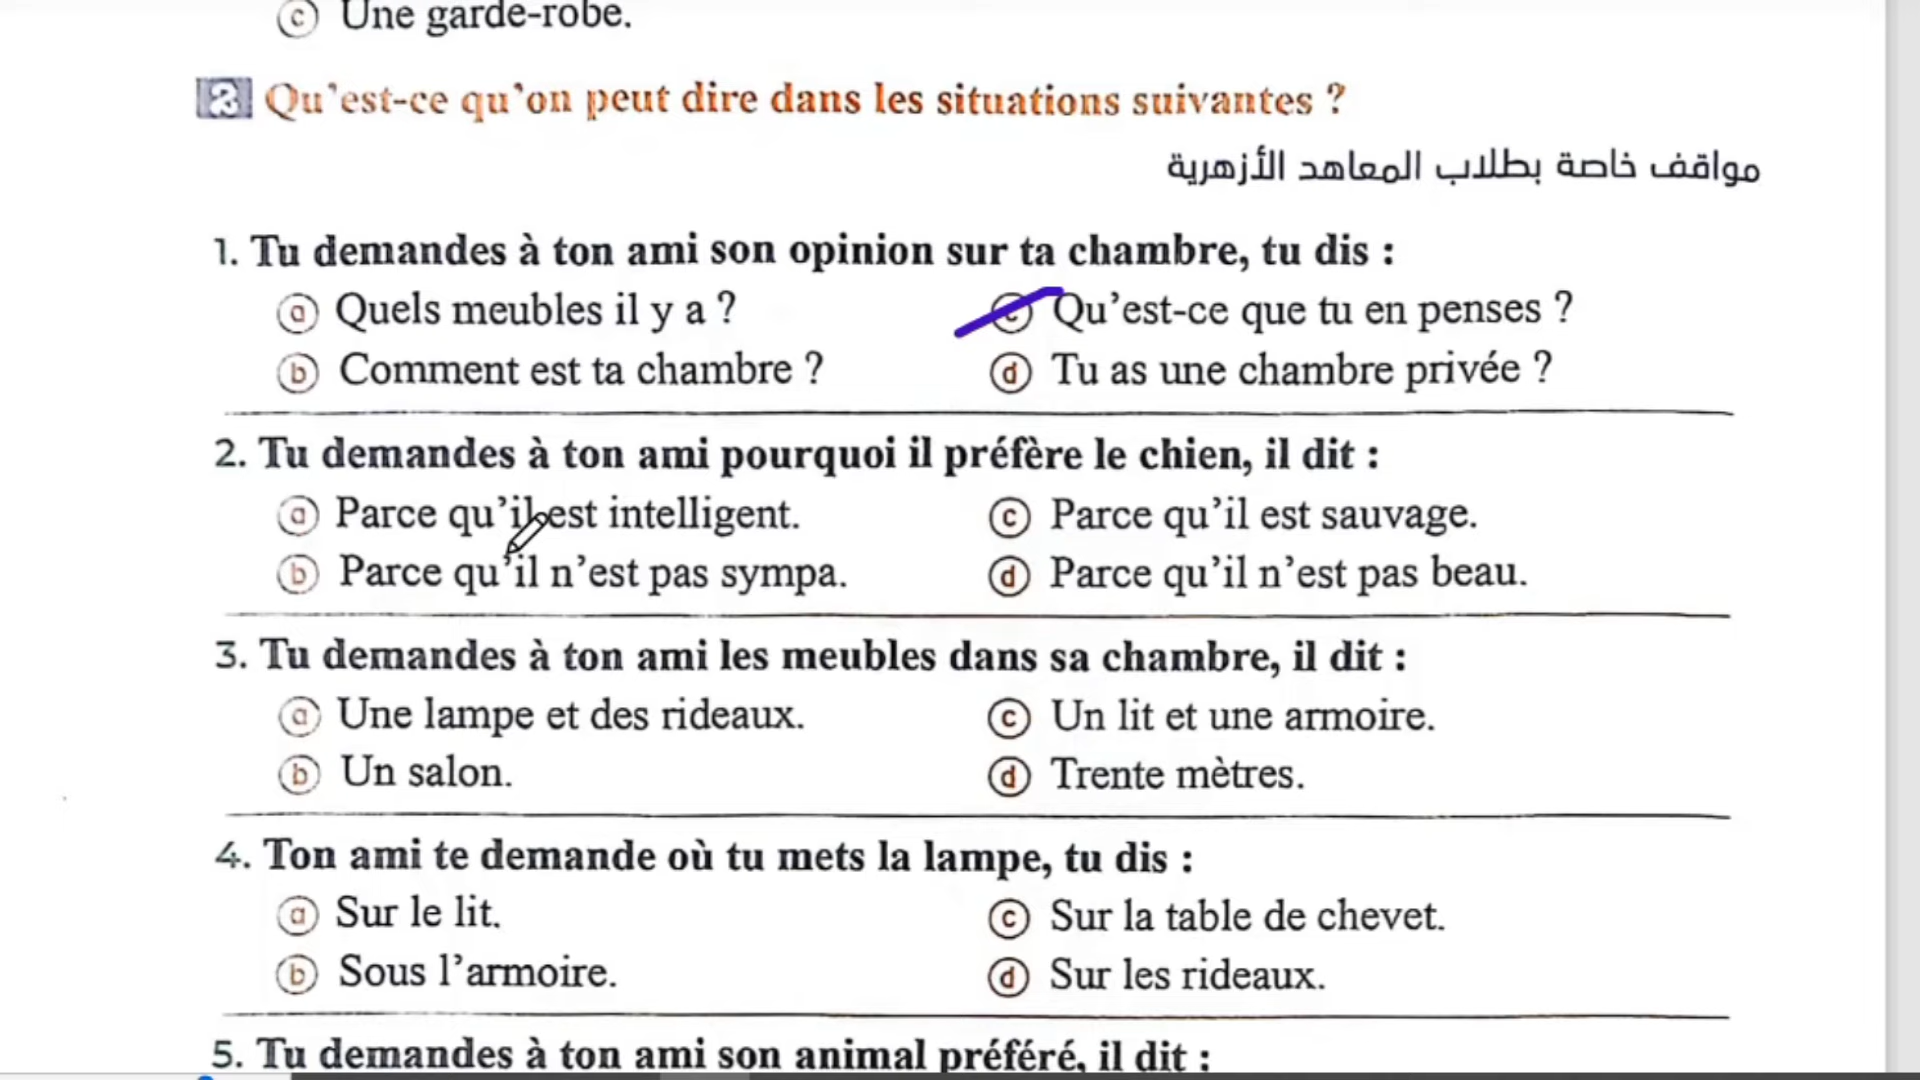 c Une garde-robe.
3 Qu'est-ce qu'on peut dire dans les situations suivantes ?
مواقف خاصة بطلاب المعاهد الأزهرية
1. Tu demandes à ton ami son opinion sur ta chambre, tu dis :
a Quels meubles il y a ? c Qu'est-ce que tu en penses ?
b Comment est ta chambre ? d Tu as une chambre privée ?
2. Tu demandes à ton ami pourquoi il préfère le chien, il dit :
a Parce qu'il est intelligent. c Parce qu'il est sauvage.
b Parce qu'il n'est pas sympa. d Parce qu'il n'est pas beau.
3. Tu demandes à ton ami les meubles dans sa chambre, il dit :
a Une lampe et des rideaux. c Un lit et une armoire.
b Un salon. d Trente mètres.
4. Ton ami te demande où tu mets la lampe, tu dis :
a Sur le lit. c Sur la table de chevet.
b Sous l'armoire. d Sur les rideaux.
5. Tu demandes à ton ami son animal préféré, il dit :